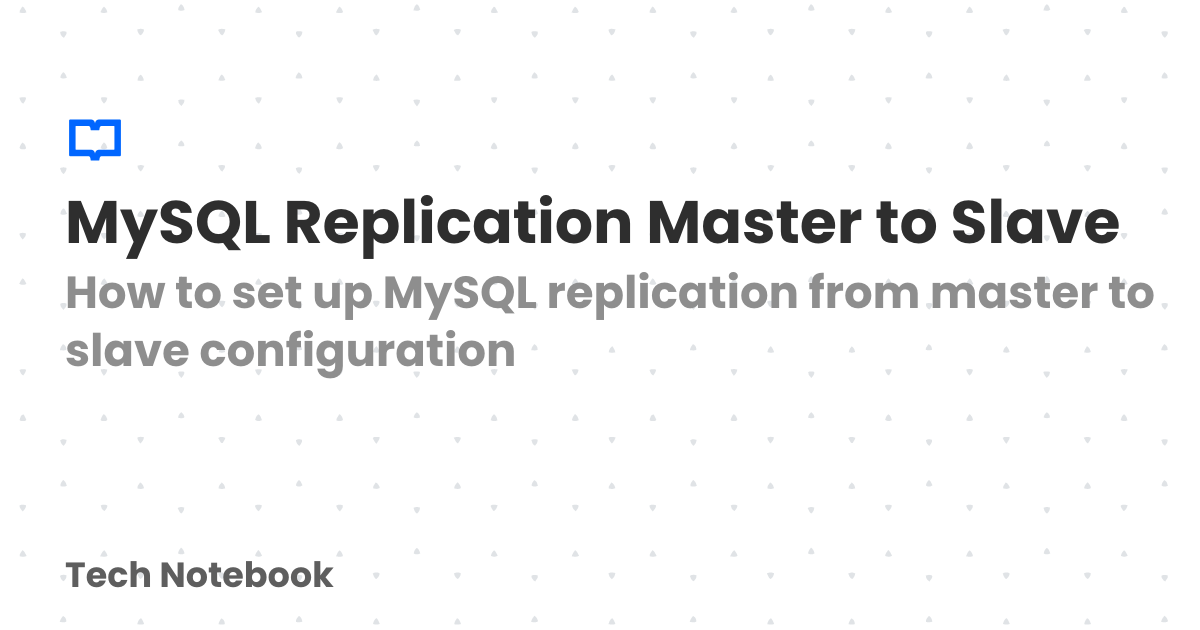 MySQL Replication Master to Slave
How to set up MySQL replication from master to
slave configuration
Tech Notebook